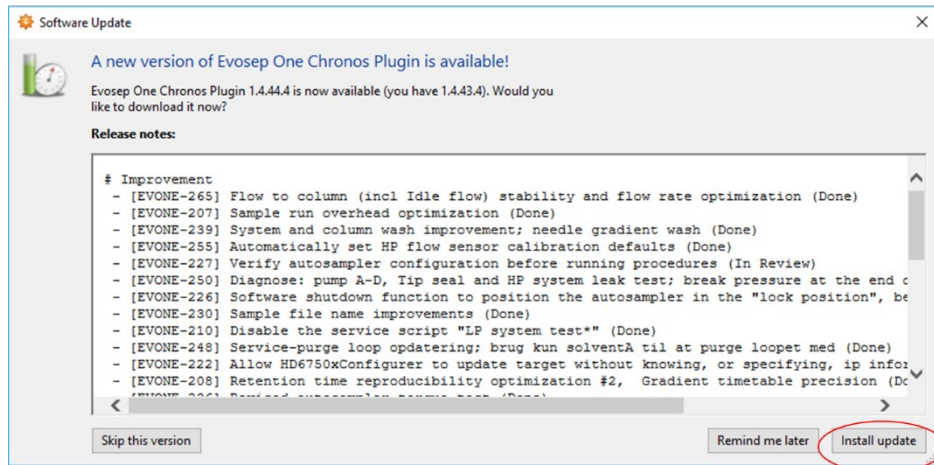 Software Update
A new version of Evosep One Chronos Plugin is available!
Evosep One Chronos Plugin 1.4.44.4 is now available (you have 1.4.43.4). Would you
like to download it now?
Release notes:
# Improvement
- [EVONE-265] Flow to column (incl Idle flow) stability and flow rate optimization (Done)
- [EVONE-207] Sample run overhead optimization (Done)
- [EVONE-239] System and column wash improvement; needle gradient wash (Done)
- [EVONE-255] Automatically set HP flow sensor calibration defaults (Done)
- [EVONE-227] Verify autosampler configuration before running procedures (In Review)
- [EVONE-250] Diagnose: pump A-D, Tip seal and HP system leak test; break pressure at the end
- [EVONE-226] Software shutdown function to position the autosampler in the "lock position",
- [EVONE-230] Sample file name improvements (Done)
- [EVONE-210] Disable the service script "LP system test*" (Done)
- [EVONE-248] Service-purge loop opdatering; brug kun solventA til at purge loopet med (Done)
- [EVONE-222] Allow HD6750xConfigurer to update target without knowing, or specifying, ip
- [EVONE-208] Retention time reproducibility optimization #2, Gradient timetable precision
Skip this version
Remind me later
Install update